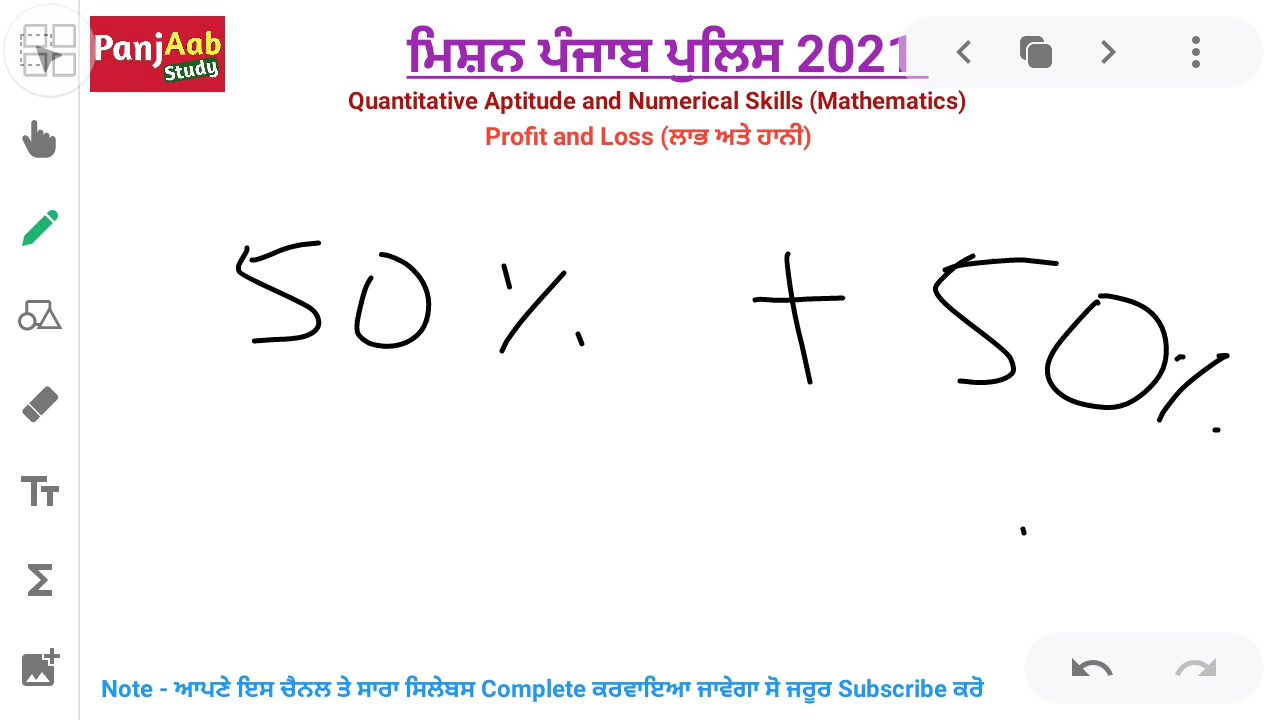 PanjAab
Study
ਮਿਸ਼ਨ ਪੰਜਾਬ ਪੁਲਿਸ 2021
Quantitative Aptitude and Numerical Skills (Mathematics)
Profit and Loss (ਲਾਭ ਅਤੇ ਹਾਨੀ)
50 % + 50%
Note - ਆਪਣੇ ਇਸ ਚੈਨਲ ਤੇ ਸਾਰਾ ਸਿਲੇਬਸ Complete ਕਰਵਾਇਆ ਜਾਵੇਗਾ ਸੋ ਜਰੂਰ Subscribe ਕਰੋ